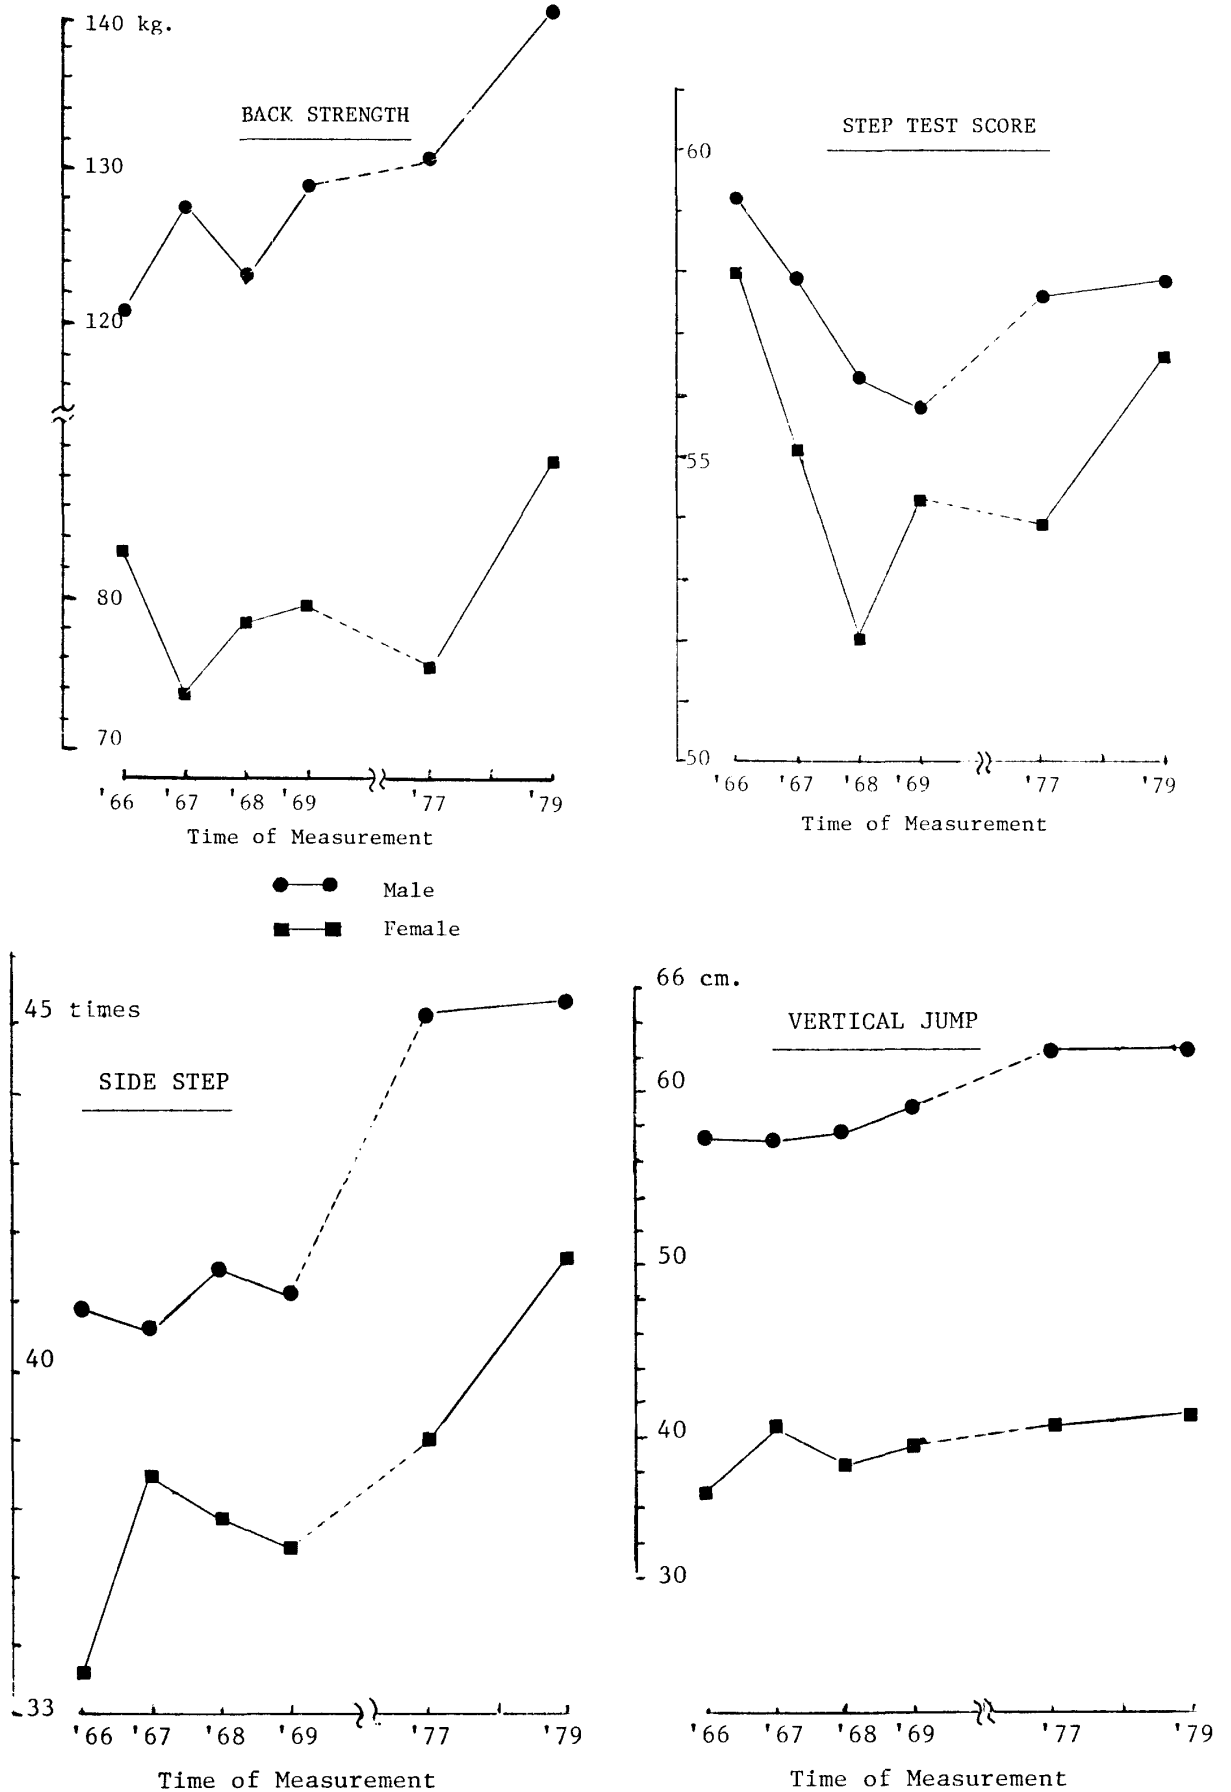 140 kg.
BACK STRENGTH
130
120
80
70
'66 '67 '68 '69 '77 '79
Time of Measurement
STEP TEST SCORE
60
55
50
'66 '67 '68 '69 '77 '79
Time of Measurement
Male
Female
45 times
SIDE STEP
40
33
'66 '67 '68 '69 '77 '79
Time of Measurement
66 cm.
VERTICAL JUMP
60
50
40
30
'66 '67 '68 '69 '77 '79
Time of Measurement